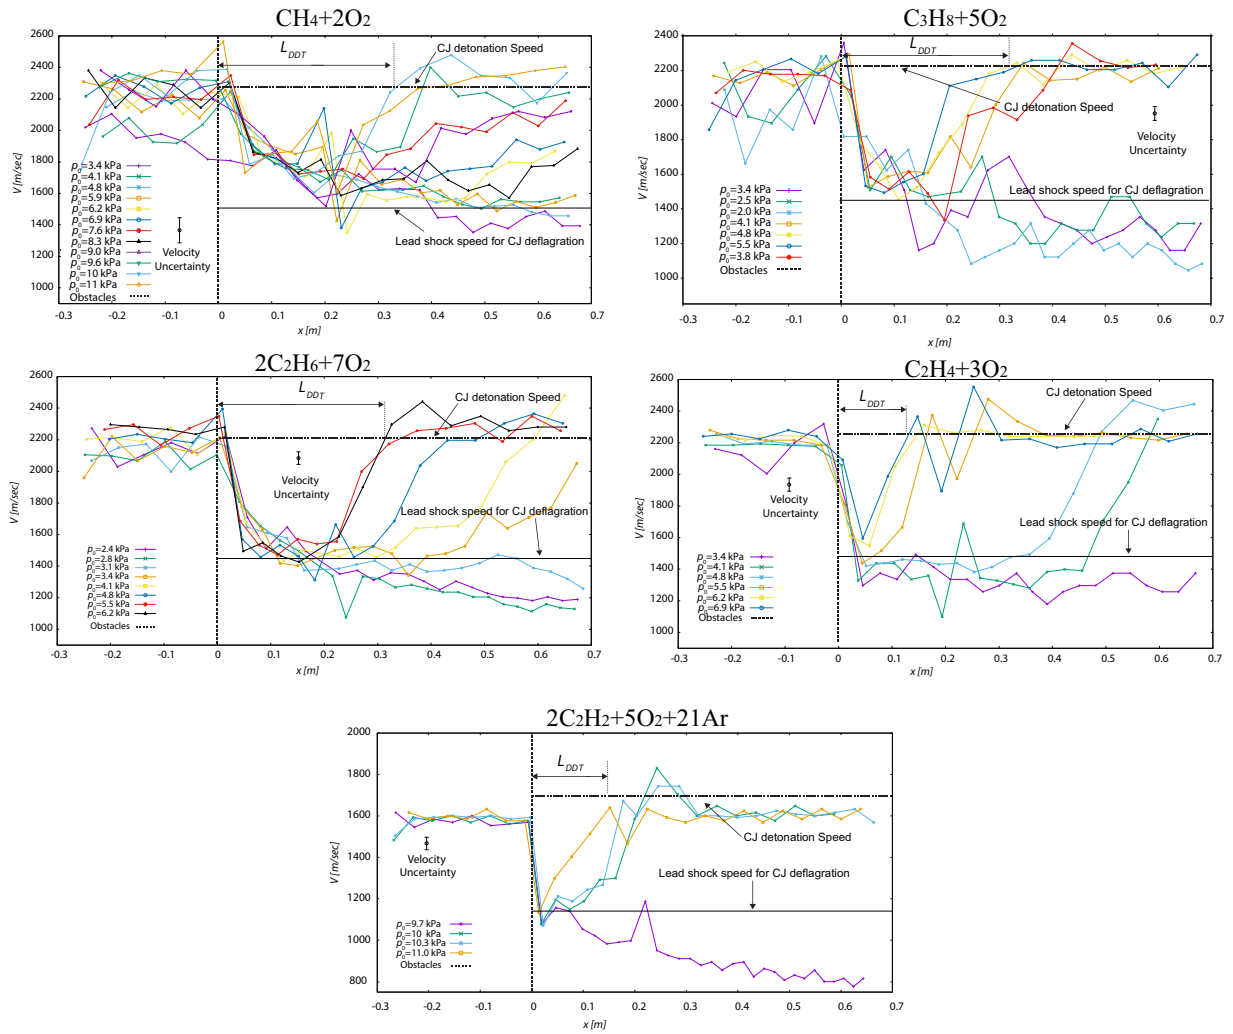 CH4+2O2
2600
2400
2200
2000
1800
1600
1400
1200
1000
V [m/sec]
LDDT
CJ detonation Speed
Lead shock speed for CJ deflagration
Velocity
Uncertainty
p0=3.4 kPa
p0=4.1 kPa
p0=4.8 kPa
p0=5.9 kPa
p0=6.2 kPa
p0=6.9 kPa
p0=7.6 kPa
p0=8.3 kPa
p0=9.0 kPa
p0=9.6 kPa
p0=10 kPa
p0=11 kPa
Obstacles
-0.3 -0.2 -0.1 0 0.1 0.2 0.3 0.4 0.5 0.6 0.7
x [m]
C3H8+5O2
2600
2400
2200
2000
1800
1600
1400
1200
1000
V [m/sec]
LDDT
CJ detonation Speed
Velocity
Uncertainty
Lead shock speed for CJ deflagration
p0=3.4 kPa
p0=2.5 kPa
p0=2.0 kPa
p0=4.1 kPa
p0=4.8 kPa
p0=5.5 kPa
p0=3.8 kPa
Obstacles
-0.3 -0.2 -0.1 0 0.1 0.2 0.3 0.4 0.5 0.6 0.7
x [m]
2C2H6+7O2
2600
2400
2200
2000
1800
1600
1400
1200
1000
V [m/sec]
LDDT
CJ detonation Speed
Velocity
Uncertainty
Lead shock speed for CJ deflagration
p0=2.4 kPa
p0=2.8 kPa
p0=3.1 kPa
p0=3.4 kPa
p0=4.1 kPa
p0=4.8 kPa
p0=5.5 kPa
p0=6.2 kPa
Obstacles
-0.3 -0.2 -0.1 0 0.1 0.2 0.3 0.4 0.5 0.6 0.7
x [m]
C2H4+3O2
2600
2400
2200
2000
1800
1600
1400
1200
1000
V [m/sec]
LDDT
CJ detonation Speed
Velocity
Uncertainty
Lead shock speed for CJ deflagration
p0=3.4 kPa
p0=4.1 kPa
p0=4.8 kPa
p0=5.5 kPa
p0=6.2 kPa
p0=6.9 kPa
Obstacles
-0.3 -0.2 -0.1 0 0.1 0.2 0.3 0.4 0.5 0.6 0.7
x [m]
2C2H2+5O2+21Ar
2000
1800
1600
1400
1200
1000
800
V [m/sec]
LDDT
CJ detonation Speed
Velocity
Uncertainty
Lead shock speed for CJ deflagration
p0=9.7 kPa
p0=10 kPa
p0=10.3 kPa
p0=11.0 kPa
Obstacles
-0.3 -0.2 -0.1 0 0.1 0.2 0.3 0.4 0.5 0.6 0.7
x [m]